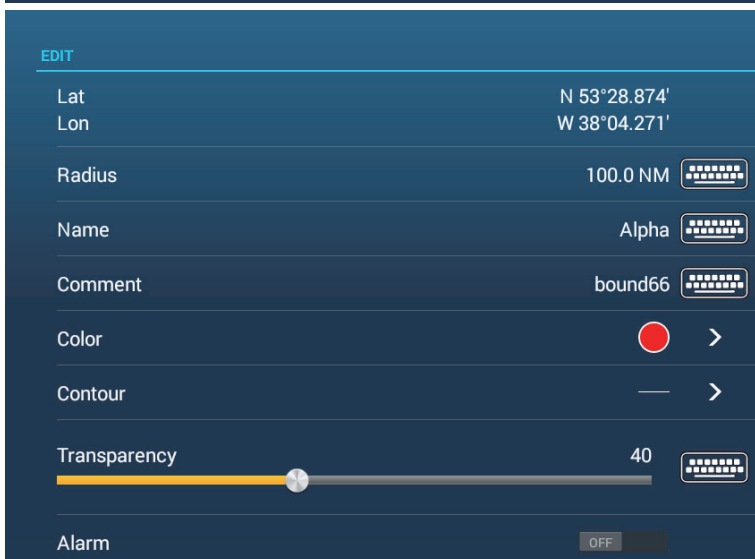 EDIT
Lat N 53°28.874'
Lon W 38°04.271'
Radius 100.0 NM
Name Alpha
Comment bound66
Color
Contour
Transparency 40
Alarm OFF